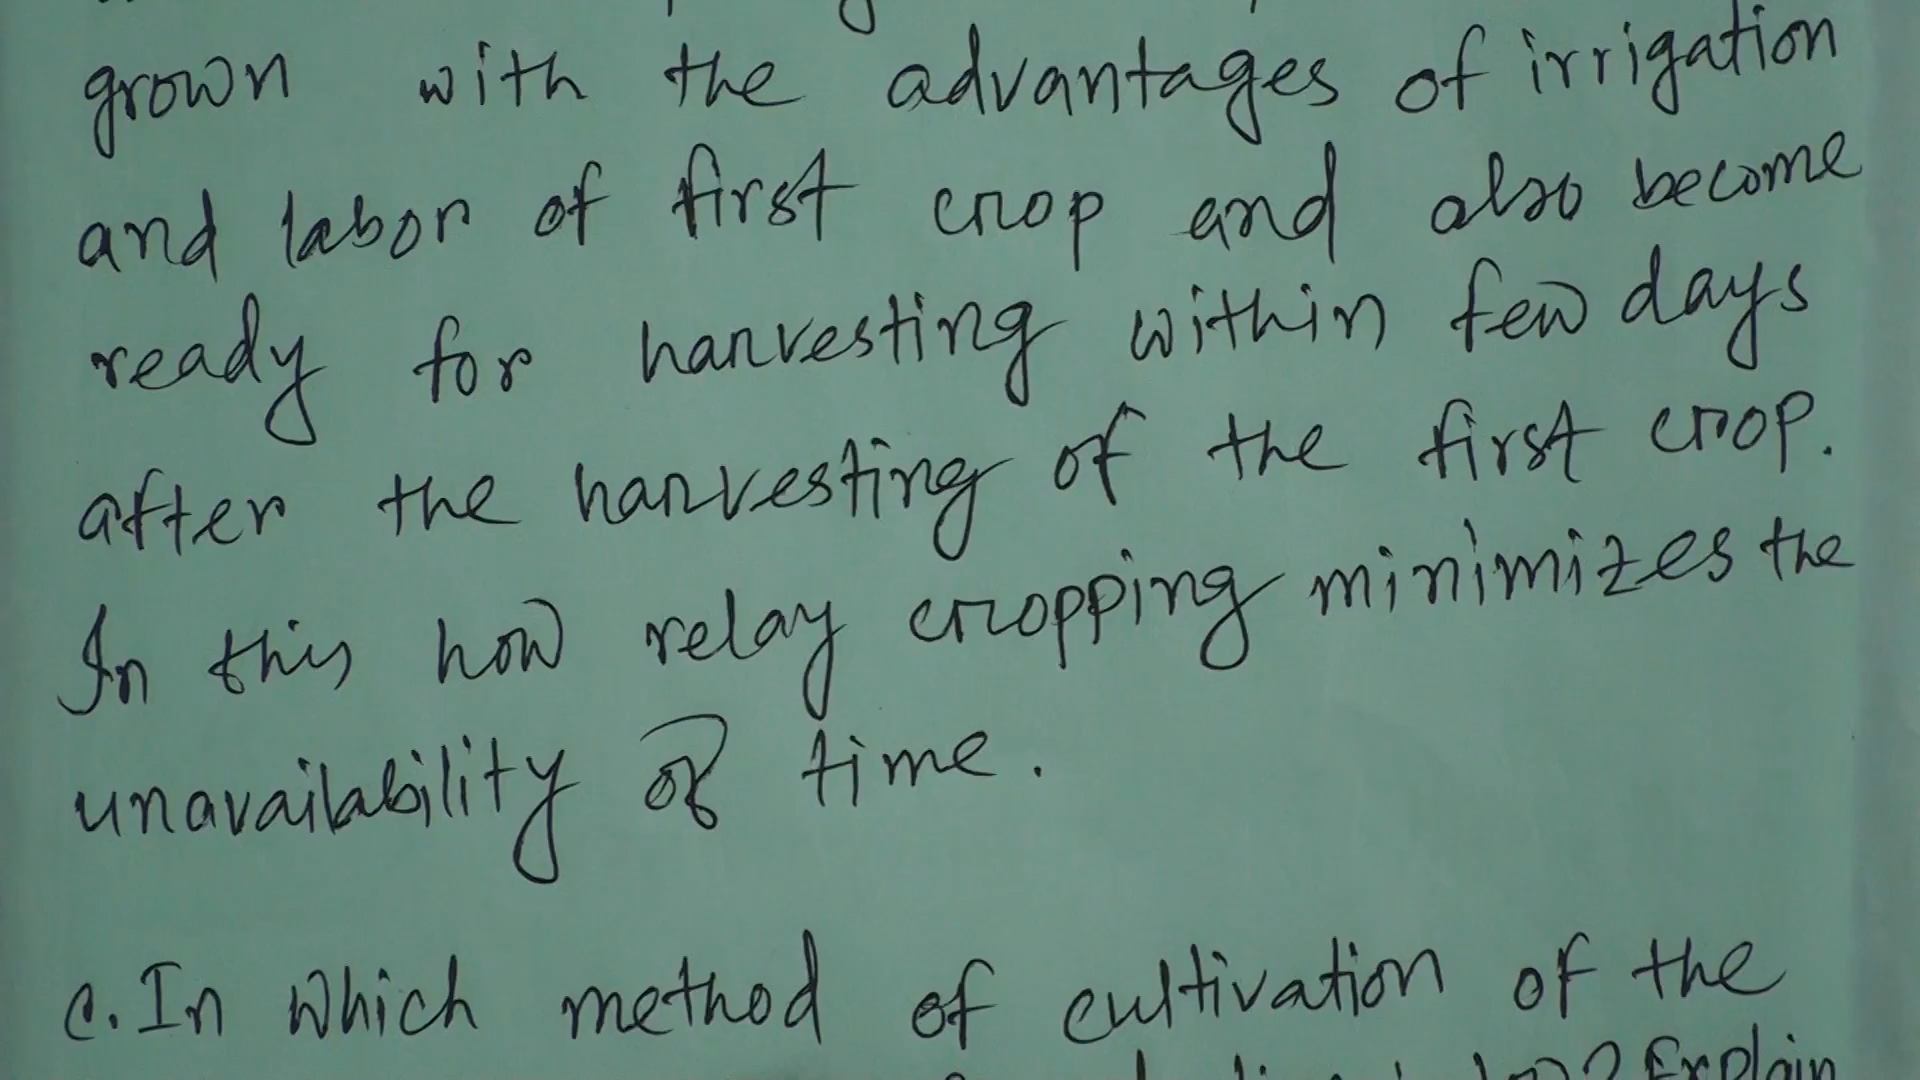 grown with the advantages of irrigation
and labor of first crop and also become
ready for harvesting within few days
after the harvesting of the first crop.
In this how relay cropping minimizes the
unavailability of time.
c. In which method of cultivation of the
? Explain